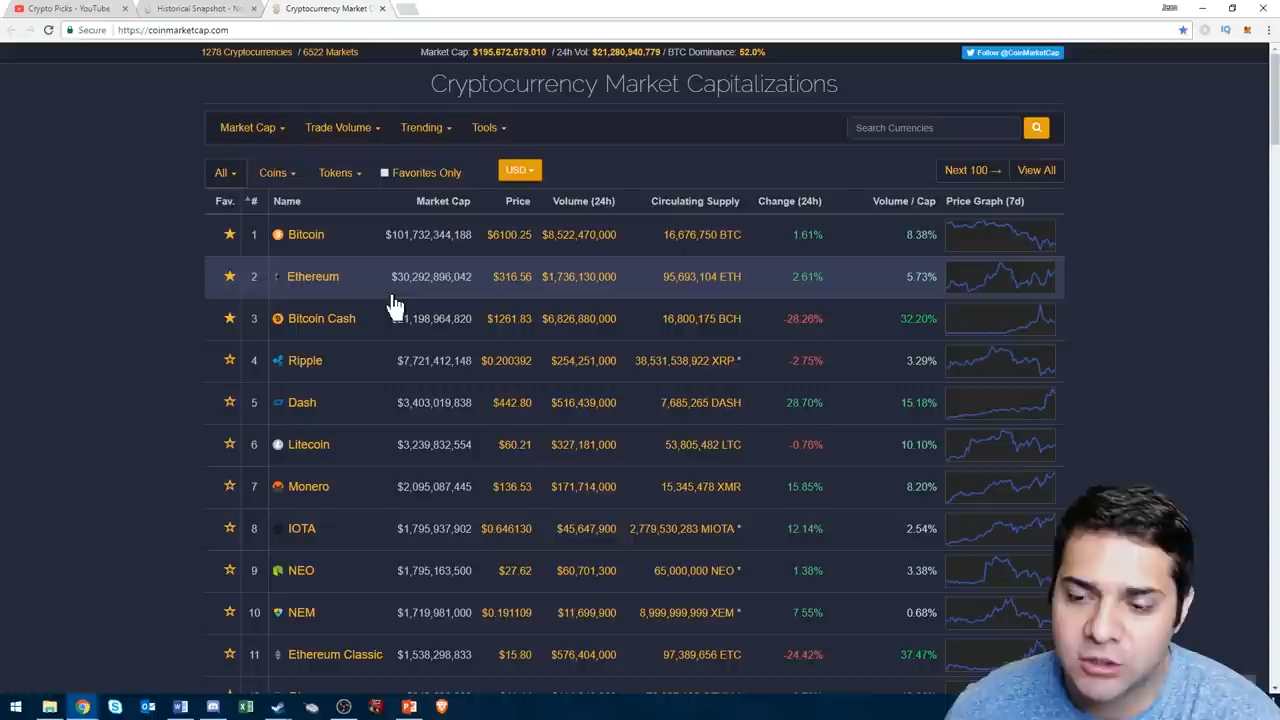 Crypto Picks - YouTube
Historical Snapshot - No
Cryptocurrency Market C
Secure | https://coinmarketcap.com
1278 Cryptocurrencies / 6522 Markets
Market Cap: $195,672,679,010 / 24h Vol: $21,280,940,779 / BTC Dominance: 52.0%
Follow @CoinMarketCap
Cryptocurrency Market Capitalizations
Market Cap Trade Volume Trending Tools
Search Currencies
All Coins Tokens Favorites Only USD Next 100 → View All
Fav. # Name Market Cap Price Volume (24h) Circulating Supply Change (24h) Volume / Cap Price Graph (7d)
1 Bitcoin $101,732,344,188 $6100.25 $8,522,470,000 16,676,750 BTC 1.61% 8.38%
2 Ethereum $30,292,896,042 $316.56 $1,736,130,000 95,693,104 ETH 2.61% 5.73%
3 Bitcoin Cash 1,198,964,820 $1261.83 $6,826,880,000 16,800,175 BCH -28.26% 32.20%
4 Ripple $7,721,412,148 $0.200392 $254,251,000 38,531,538,922 XRP * -2.75% 3.29%
5 Dash $3,403,019,838 $442.80 $516,439,000 7,685,265 DASH 28.70% 15.18%
6 Litecoin $3,239,832,554 $60.21 $327,181,000 53,805,482 LTC -0.76% 10.10%
7 Monero $2,095,087,445 $136.53 $171,714,000 15,345,478 XMR 15.85% 8.20%
8 IOTA $1,795,937,902 $0.646130 $45,647,900 2,779,530,283 MIOTA * 12.14% 2.54%
9 NEO $1,795,163,500 $27.62 $60,701,300 65,000,000 NEO * 1.38% 3.38%
10 NEM $1,719,981,000 $0.191109 $11,699,900 8,999,999,999 XEM * 7.55% 0.68%
11 Ethereum Classic $1,538,298,833 $15.80 $576,404,000 97,389,656 ETC -24.42% 37.47%